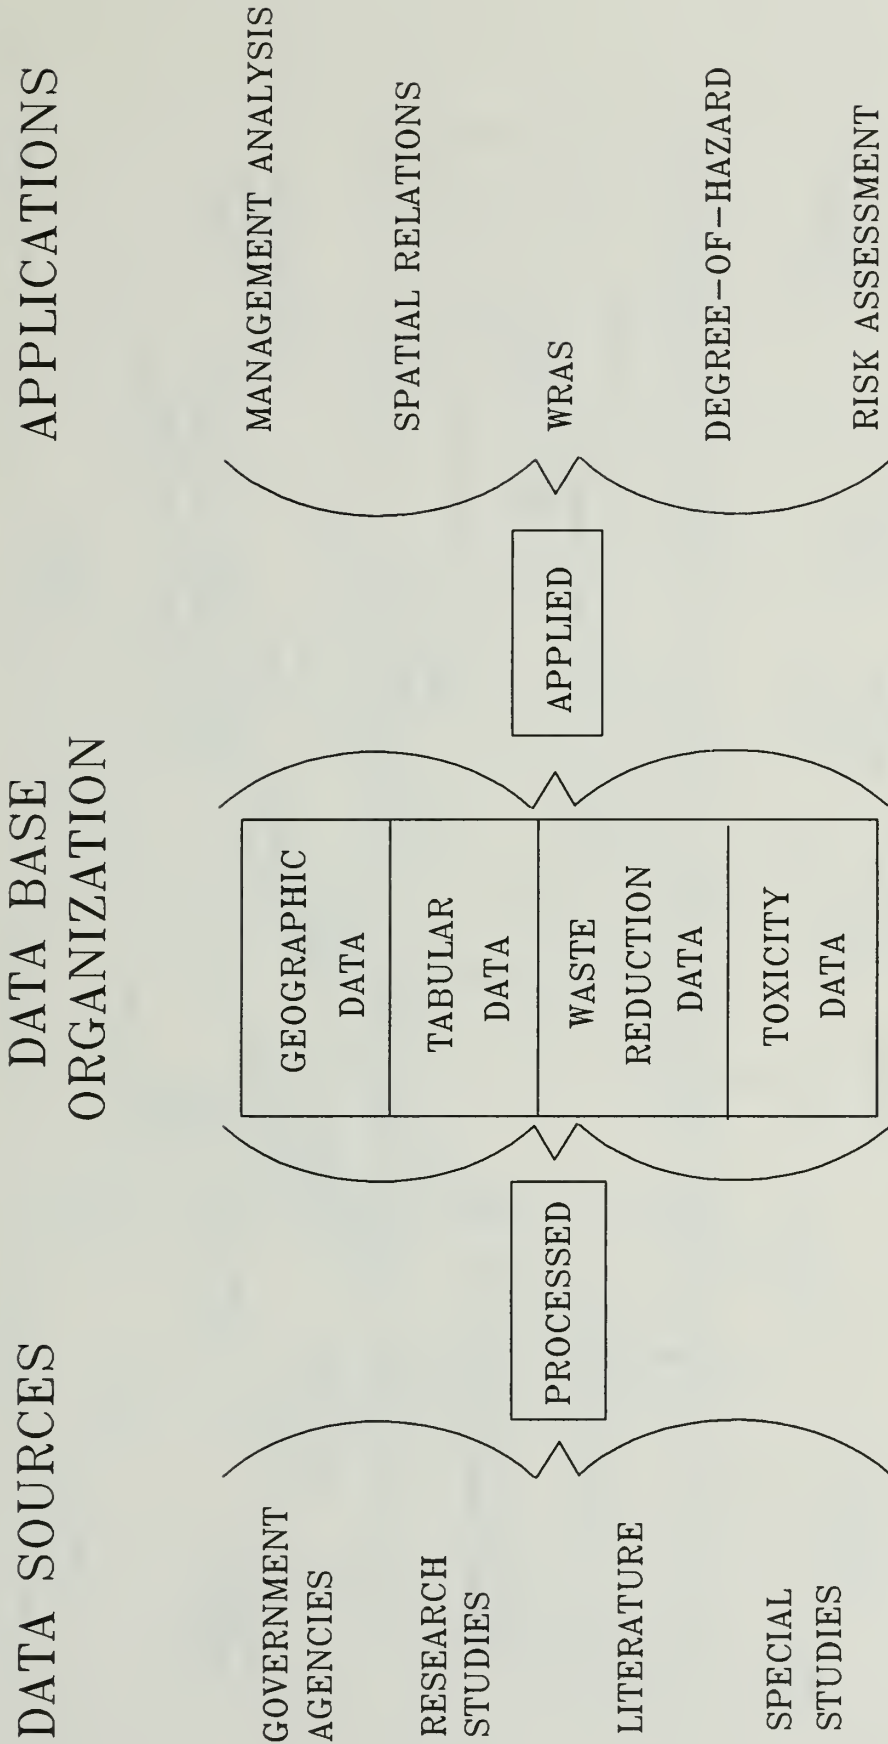 DATA SOURCES
GOVERNMENT
AGENCIES
RESEARCH
STUDIES
LITERATURE
SPECIAL
STUDIES
PROCESSED
DATA BASE
ORGANIZATION
GEOGRAPHIC
DATA
TABULAR
DATA
WASTE
REDUCTION
DATA
TOXICITY
DATA
APPLIED
APPLICATIONS
MANAGEMENT ANALYSIS
SPATIAL RELATIONS
WRAS
DEGREE-OF-HAZARD
RISK ASSESSMENT